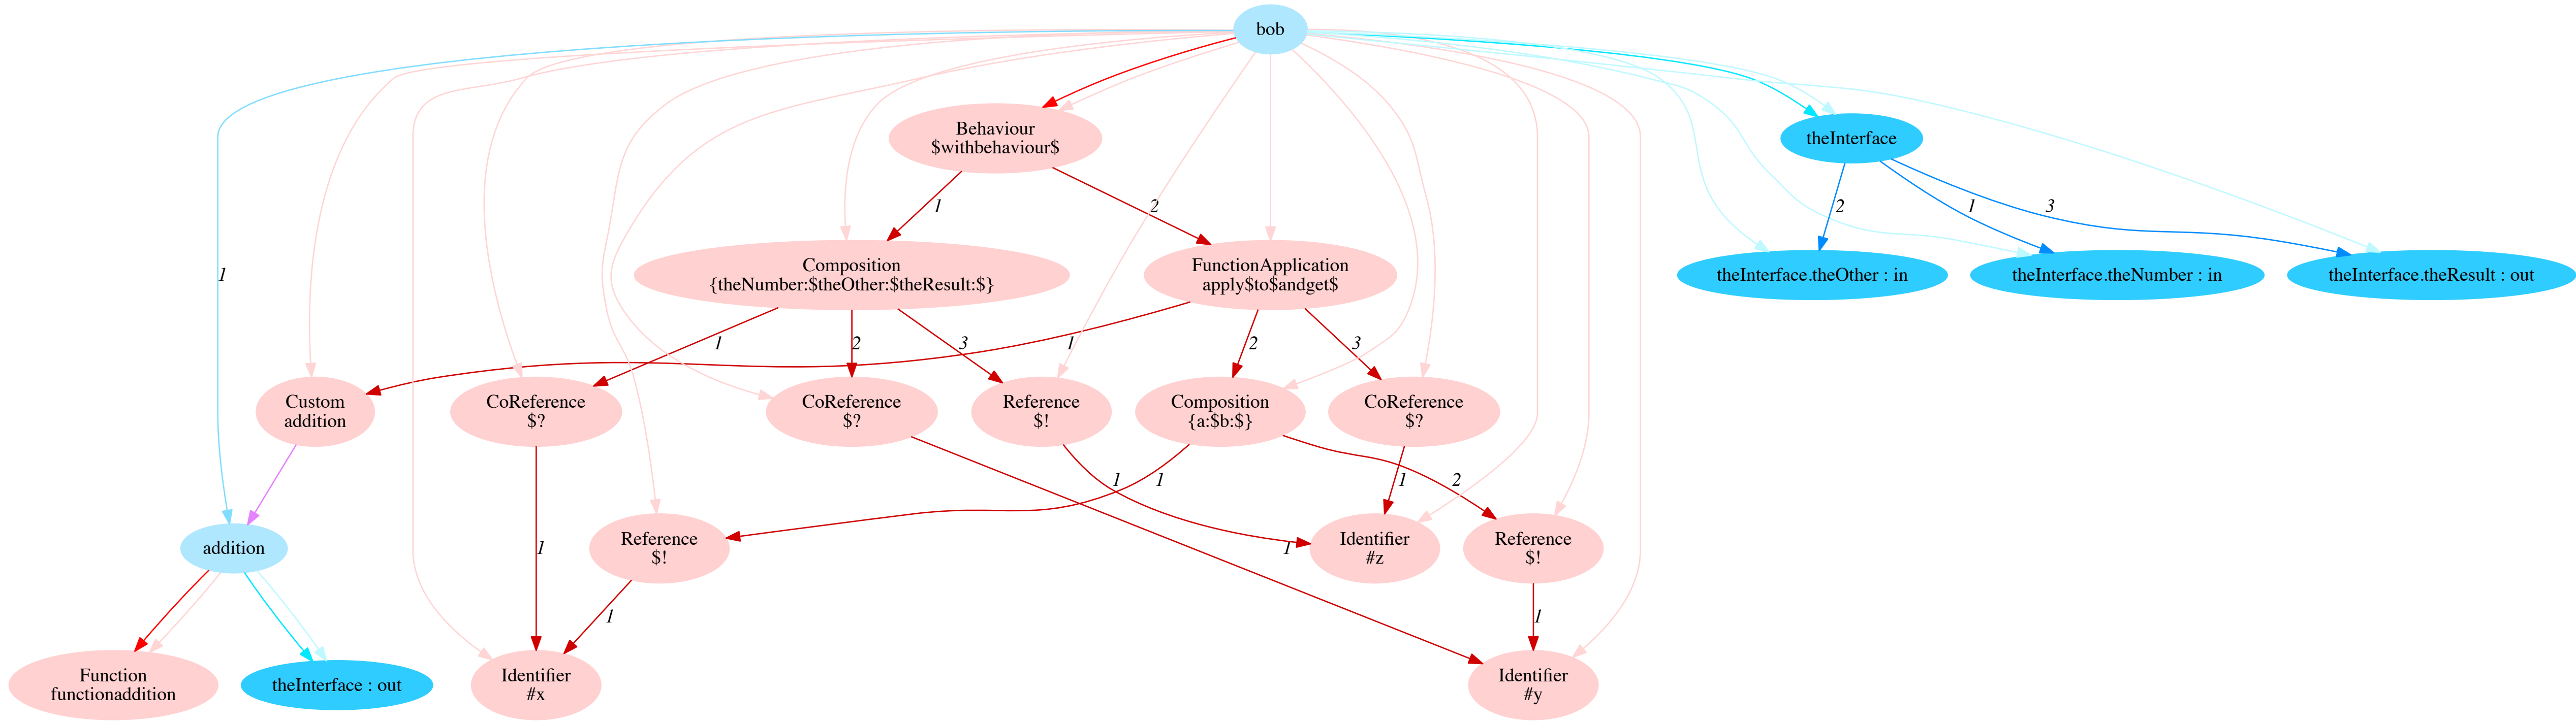 bob
Behaviour
$withbehaviour$
theInterface
1
2
2
1
3
1
Composition
{theNumber:$theOther:$theResult:$}
FunctionApplication
apply$to$andget$
theInterface.theOther : in
theInterface.theNumber : in
theInterface.theResult : out
1
2
3
1
2
3
Custom
addition
CoReference
$?
CoReference
$?
Reference
$!
Composition
{a:$b:$}
CoReference
$?
1
1
1
2
addition
1
Reference
$!
1
Identifier
#z
Reference
$!
1
1
Function
functionaddition
theInterface : out
Identifier
#x
Identifier
#y